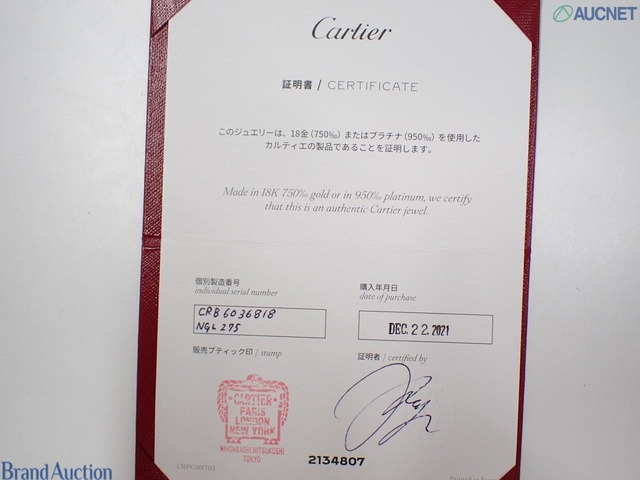 AUCNET
Cartier
証明書 / CERTIFICATE
このジュエリーは、18金(750‰)またはプラチナ(950‰)を使用した
カルティエの製品であることを証明します。
Made in 18K 750‰ gold or in 950‰ platinum, we certify
that this is an authentic Cartier jewel.
個別製造番号
individual serial number
CRB6036818
NGL275
購入年月日
date of purchase
DEC. 22. 2021
販売ブティック印 / stamp
証明者 / certified by
CARTIER
PARIS
LONDON
NEW YORK
NIHONBASHI MITSUKOSHI
TOKYO
2134807
Printed in
Brand Auction